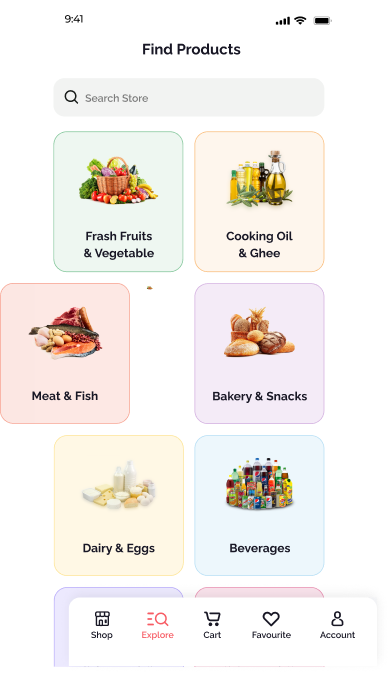 9:41
Find Products
Search Store
Frash Fruits
& Vegetable
Cooking Oil
& Ghee
Meat & Fish
Bakery & Snacks
Dairy & Eggs
Beverages
Shop
Explore
Cart
Favourite
Account